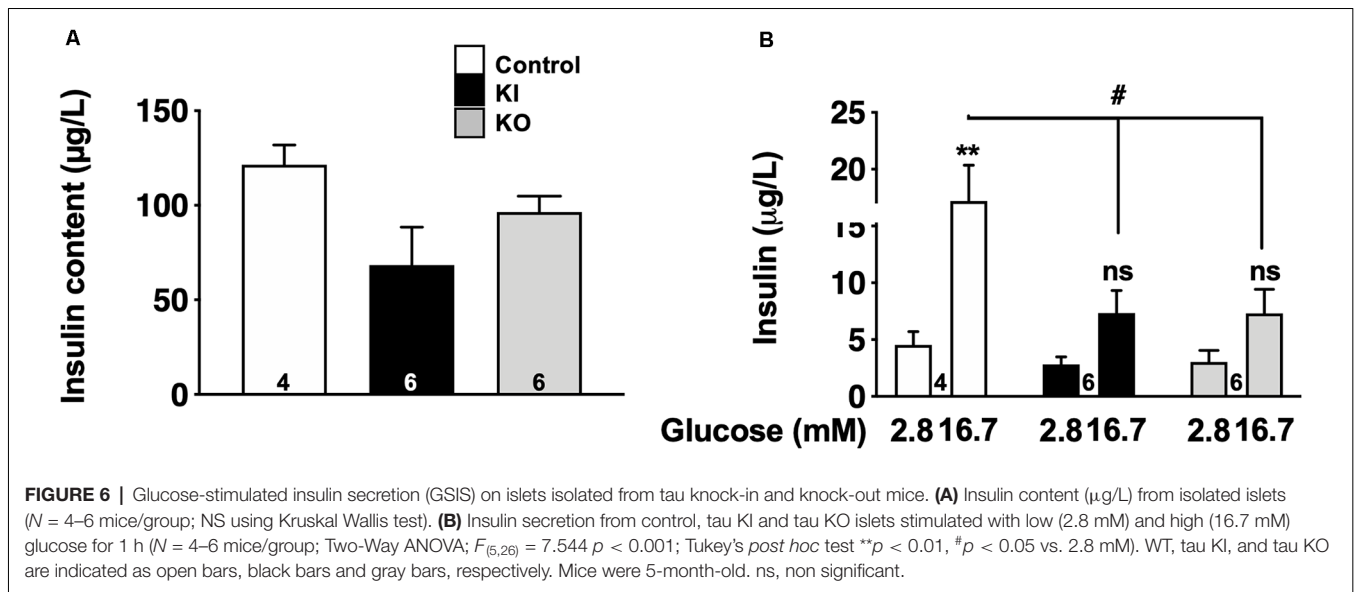 A
Control
KI
KO
Insulin content (μg/L)
150
100
50
0
4
6
6
B
#
Insulin (μg/L)
25
20
15
10
5
0
**
ns
ns
4
6
6
Glucose (mM) 2.8 16.7 2.8 16.7 2.8 16.7
FIGURE 6 | Glucose-stimulated insulin secretion (GSIS) on islets isolated from tau knock-in and knock-out mice. (A) Insulin content (μg/L) from isolated islets
(N = 4–6 mice/group; NS using Kruskal Wallis test). (B) Insulin secretion from control, tau KI and tau KO islets stimulated with low (2.8 mM) and high (16.7 mM)
glucose for 1 h (N = 4–6 mice/group; Two-Way ANOVA; F(5,26) = 7.544 p < 0.001; Tukey’s post hoc test **p < 0.01, #p < 0.05 vs. 2.8 mM). WT, tau KI, and tau KO
are indicated as open bars, black bars and gray bars, respectively. Mice were 5-month-old. ns, non significant.